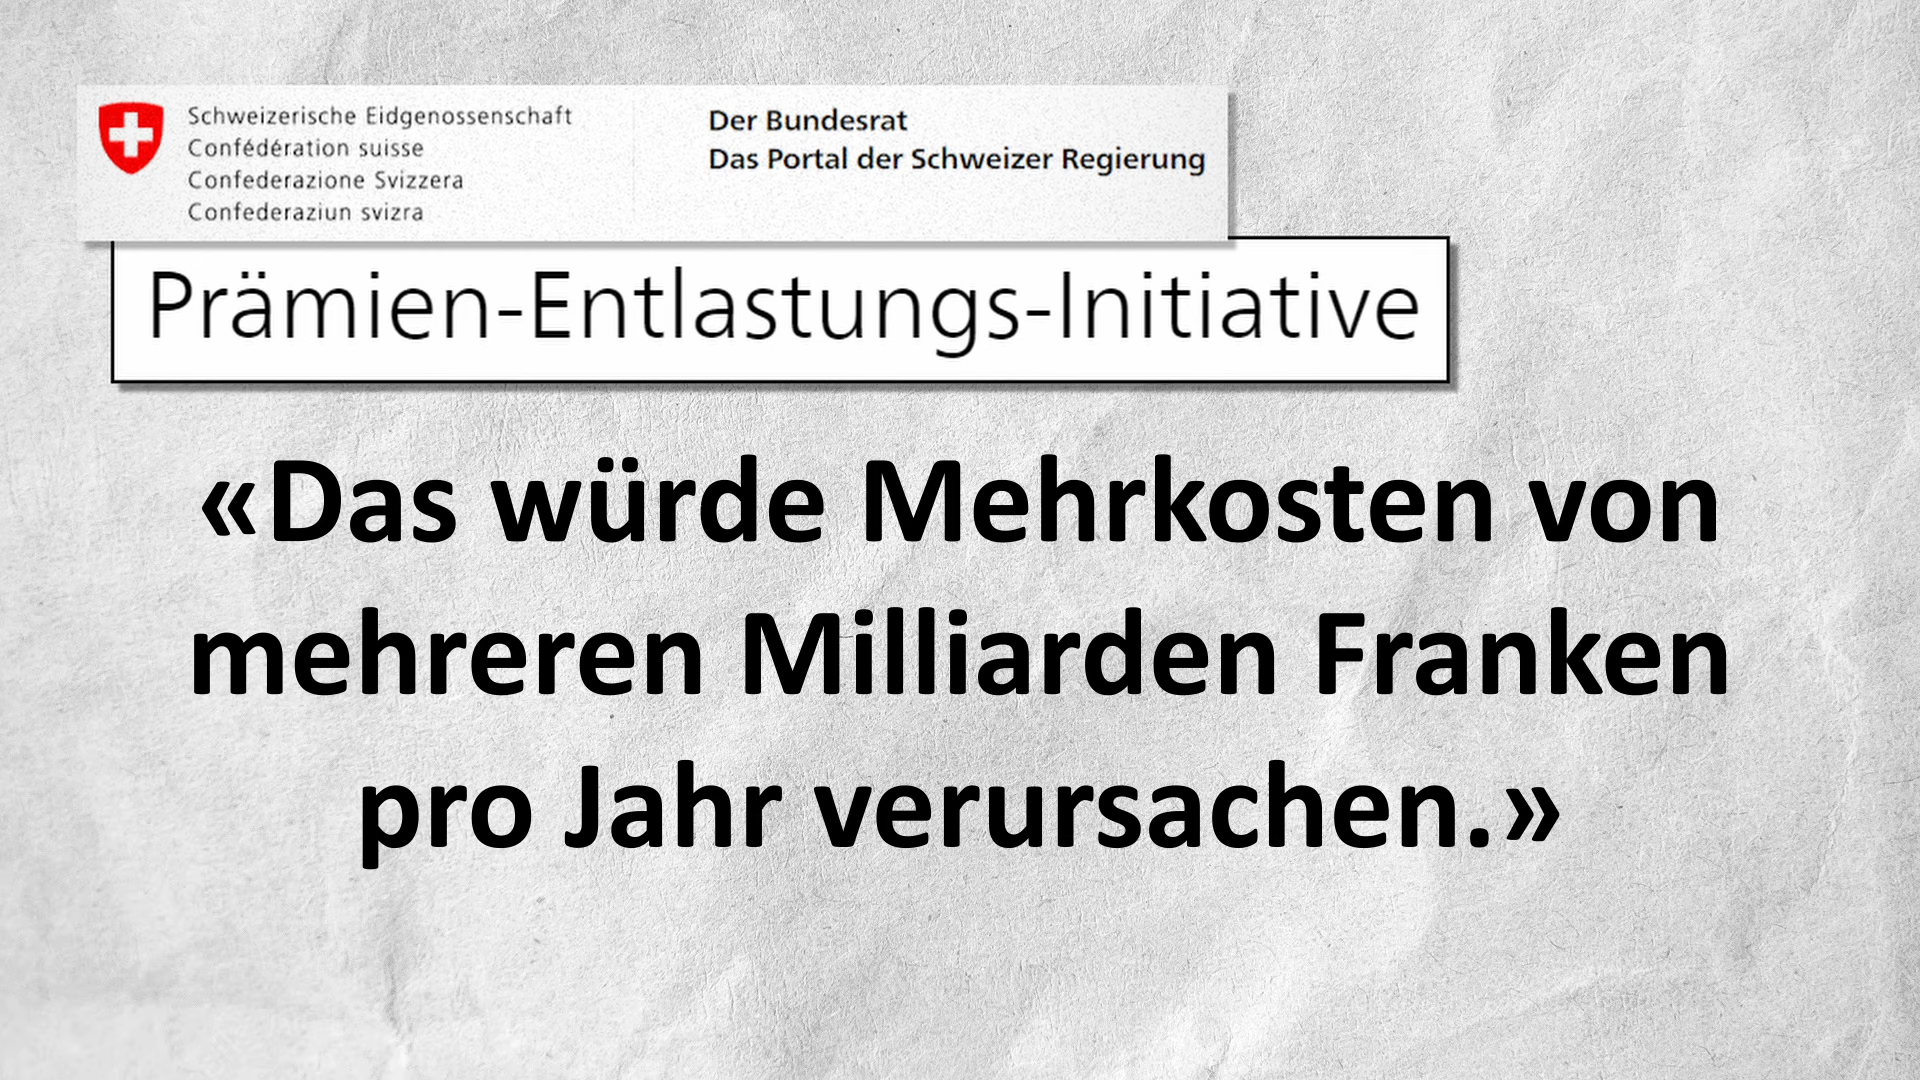 Schweizerische Eidgenossenschaft
Confédération suisse
Confederazione Svizzera
Confederaziun svizra
Der Bundesrat
Das Portal der Schweizer Regierung
Prämien-Entlastungs-Initiative
«Das würde Mehrkosten von
mehreren Milliarden Franken
pro Jahr verursachen.»